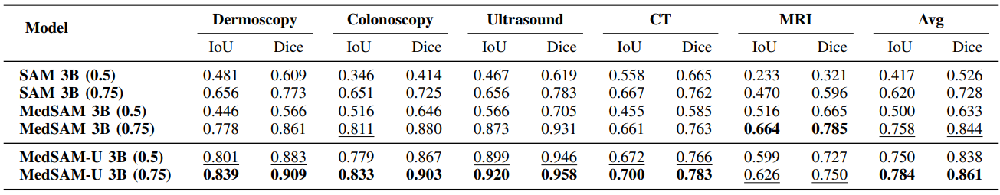 Model Dermoscopy Colonoscopy Ultrasound CT MRI Avg
IoU Dice IoU Dice IoU Dice IoU Dice IoU Dice IoU Dice
SAM 3B (0.5) 0.481 0.609 0.346 0.414 0.467 0.619 0.558 0.665 0.233 0.321 0.417 0.526
SAM 3B (0.75) 0.656 0.773 0.651 0.725 0.656 0.783 0.667 0.762 0.470 0.596 0.620 0.728
MedSAM 3B (0.5) 0.446 0.566 0.516 0.646 0.566 0.705 0.455 0.585 0.516 0.665 0.500 0.633
MedSAM 3B (0.75) 0.778 0.861 0.811 0.880 0.873 0.931 0.661 0.763 0.664 0.785 0.758 0.844
MedSAM-U 3B (0.5) 0.801 0.883 0.779 0.867 0.899 0.946 0.672 0.766 0.599 0.727 0.750 0.838
MedSAM-U 3B (0.75) 0.839 0.909 0.833 0.903 0.920 0.958 0.700 0.783 0.626 0.750 0.784 0.861